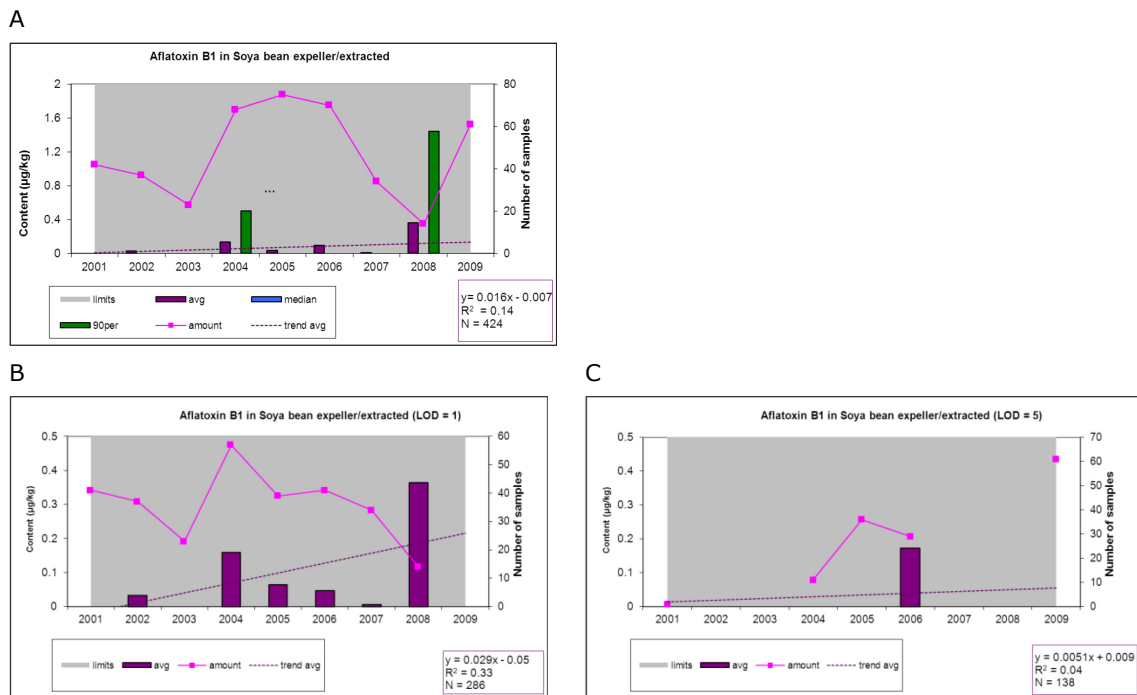 A
Aflatoxin B1 in Soya bean expeller/extracted
2
1.6
1.2
0.8
0.4
0
Content (µg/kg)
80
60
40
20
0
Number of samples
...
2001 2002 2003 2004 2005 2006 2007 2008 2009
limits avg median
90per amount trend avg
y= 0.016x - 0.007
R² = 0.14
N = 424
B
Aflatoxin B1 in Soya bean expeller/extracted (LOD = 1)
0.5
0.4
0.3
0.2
0.1
0
Content (µg/kg)
60
50
40
30
20
10
0
Number of samples
2001 2002 2003 2004 2005 2006 2007 2008 2009
limits avg amount trend avg
y = 0.029x - 0.05
R² = 0.33
N = 286
C
Aflatoxin B1 in Soya bean expeller/extracted (LOD = 5)
0.5
0.4
0.3
0.2
0.1
0
Content (µg/kg)
70
60
50
40
30
20
10
0
Number of samples
2001 2002 2003 2004 2005 2006 2007 2008 2009
limits avg amount trend avg
y = 0.0051x + 0.009
R² = 0.04
N = 138